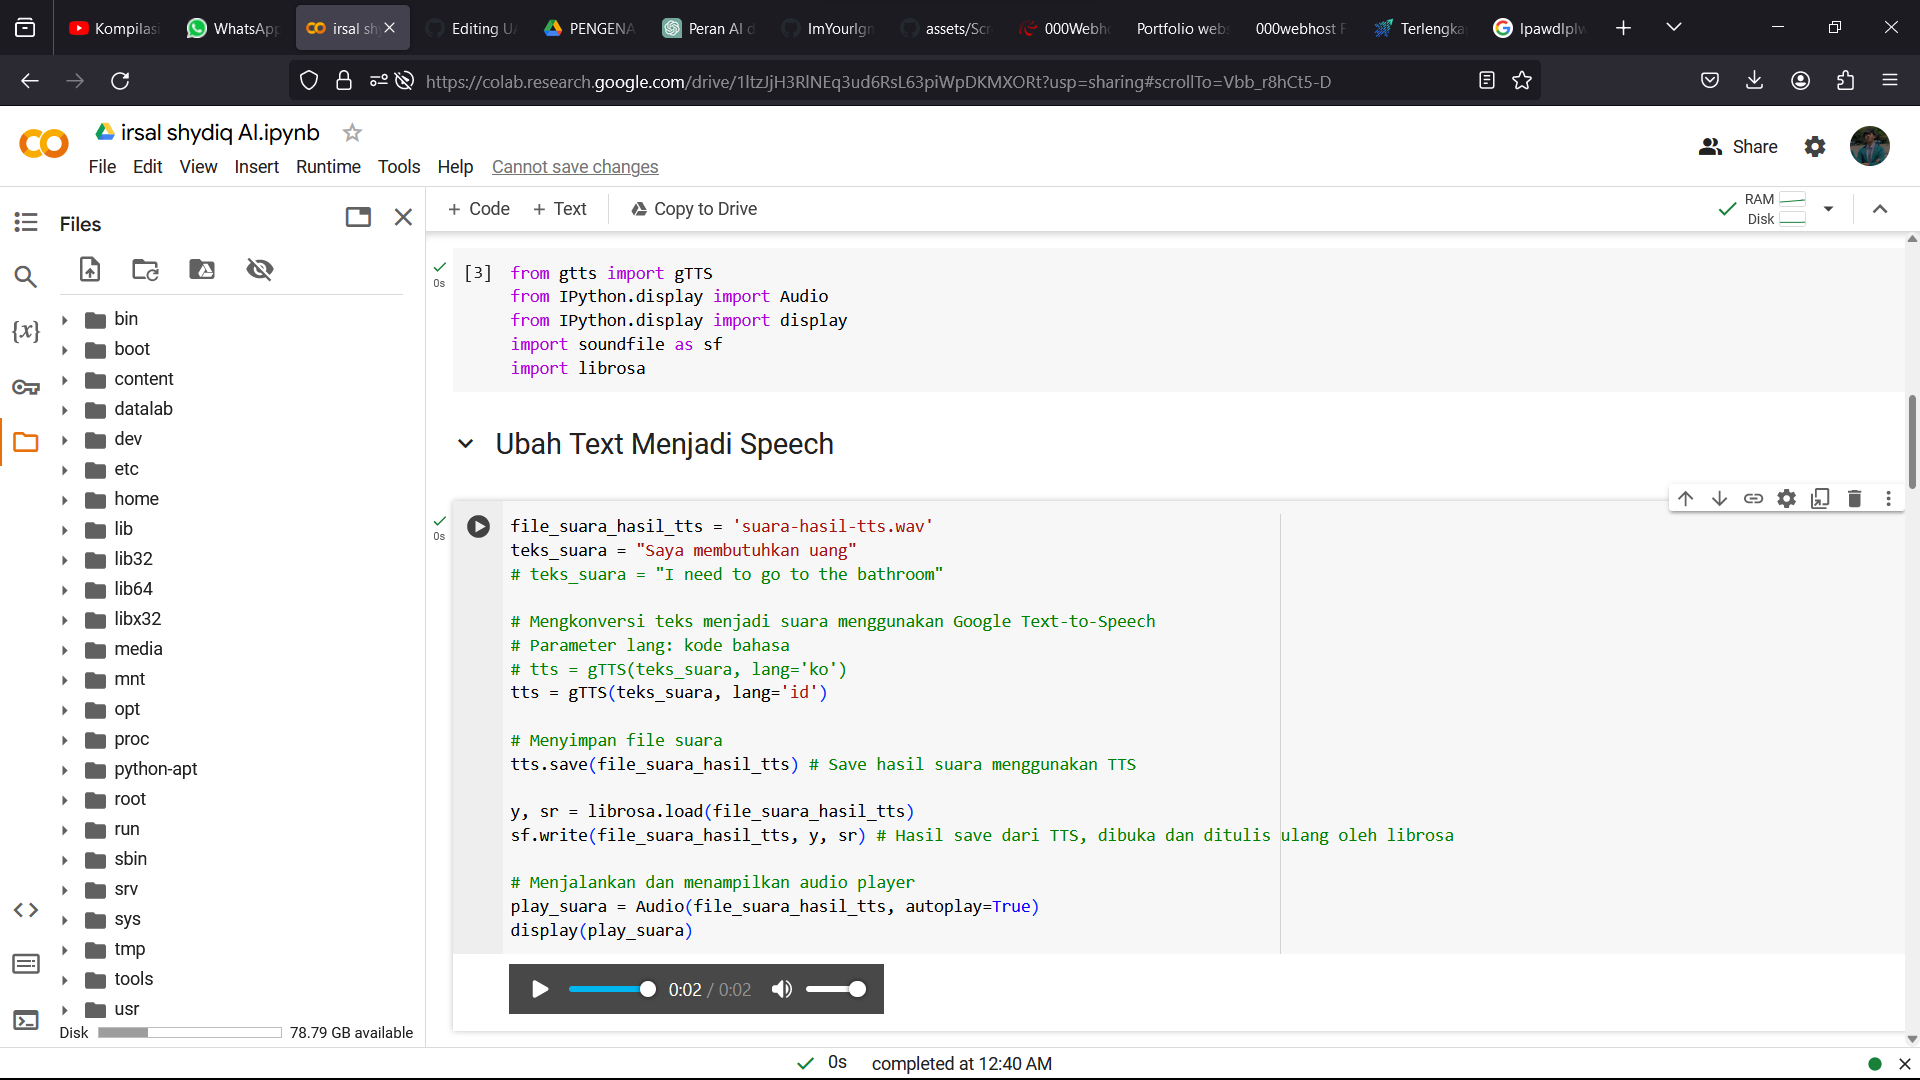 Kompilasi
WhatsApp
irsal sh
Editing U
PENGENA
Peran AI d
ImYourIgn
assets/Scr
000Webh
Portfolio web
000webhost F
Terlengka
https://colab.research.google.com/drive/1ltzJjH3RlNEq3ud6RsL63piWpDKMXORt?usp=sharing#scrollTo=Vbb_r8hCt5-D
irsal shydiq AI.ipynb
Share
File Edit View Insert Runtime Tools Help Cannot save changes
Files
+ Code + Text Copy to Drive
RAM
Disk
bin
boot
content
datalab
dev
etc
home
lib
lib32
lib64
libx32
media
mnt
opt
proc
python-apt
root
run
sbin
srv
sys
tmp
tools
usr
Disk 78.79 GB available
0s
[3] from gtts import gTTS
from IPython.display import Audio
from IPython.display import display
import soundfile as sf
import librosa
Ubah Text Menjadi Speech
0s
file_suara_hasil_tts = 'suara-hasil-tts.wav'
teks_suara = "Saya membutuhkan uang"
# teks_suara = "I need to go to the bathroom"
# Mengkonversi teks menjadi suara menggunakan Google Text-to-Speech
# Parameter lang: kode bahasa
# tts = gTTS(teks_suara, lang='ko')
tts = gTTS(teks_suara, lang='id')
# Menyimpan file suara
tts.save(file_suara_hasil_tts) # Save hasil suara menggunakan TTS
y, sr = librosa.load(file_suara_hasil_tts)
sf.write(file_suara_hasil_tts, y, sr) # Hasil save dari TTS, dibuka dan ditulis ulang oleh librosa
# Menjalankan dan menampilkan audio player
play_suara = Audio(file_suara_hasil_tts, autoplay=True)
display(play_suara)
0:02 / 0:02
0s completed at 12:40 AM